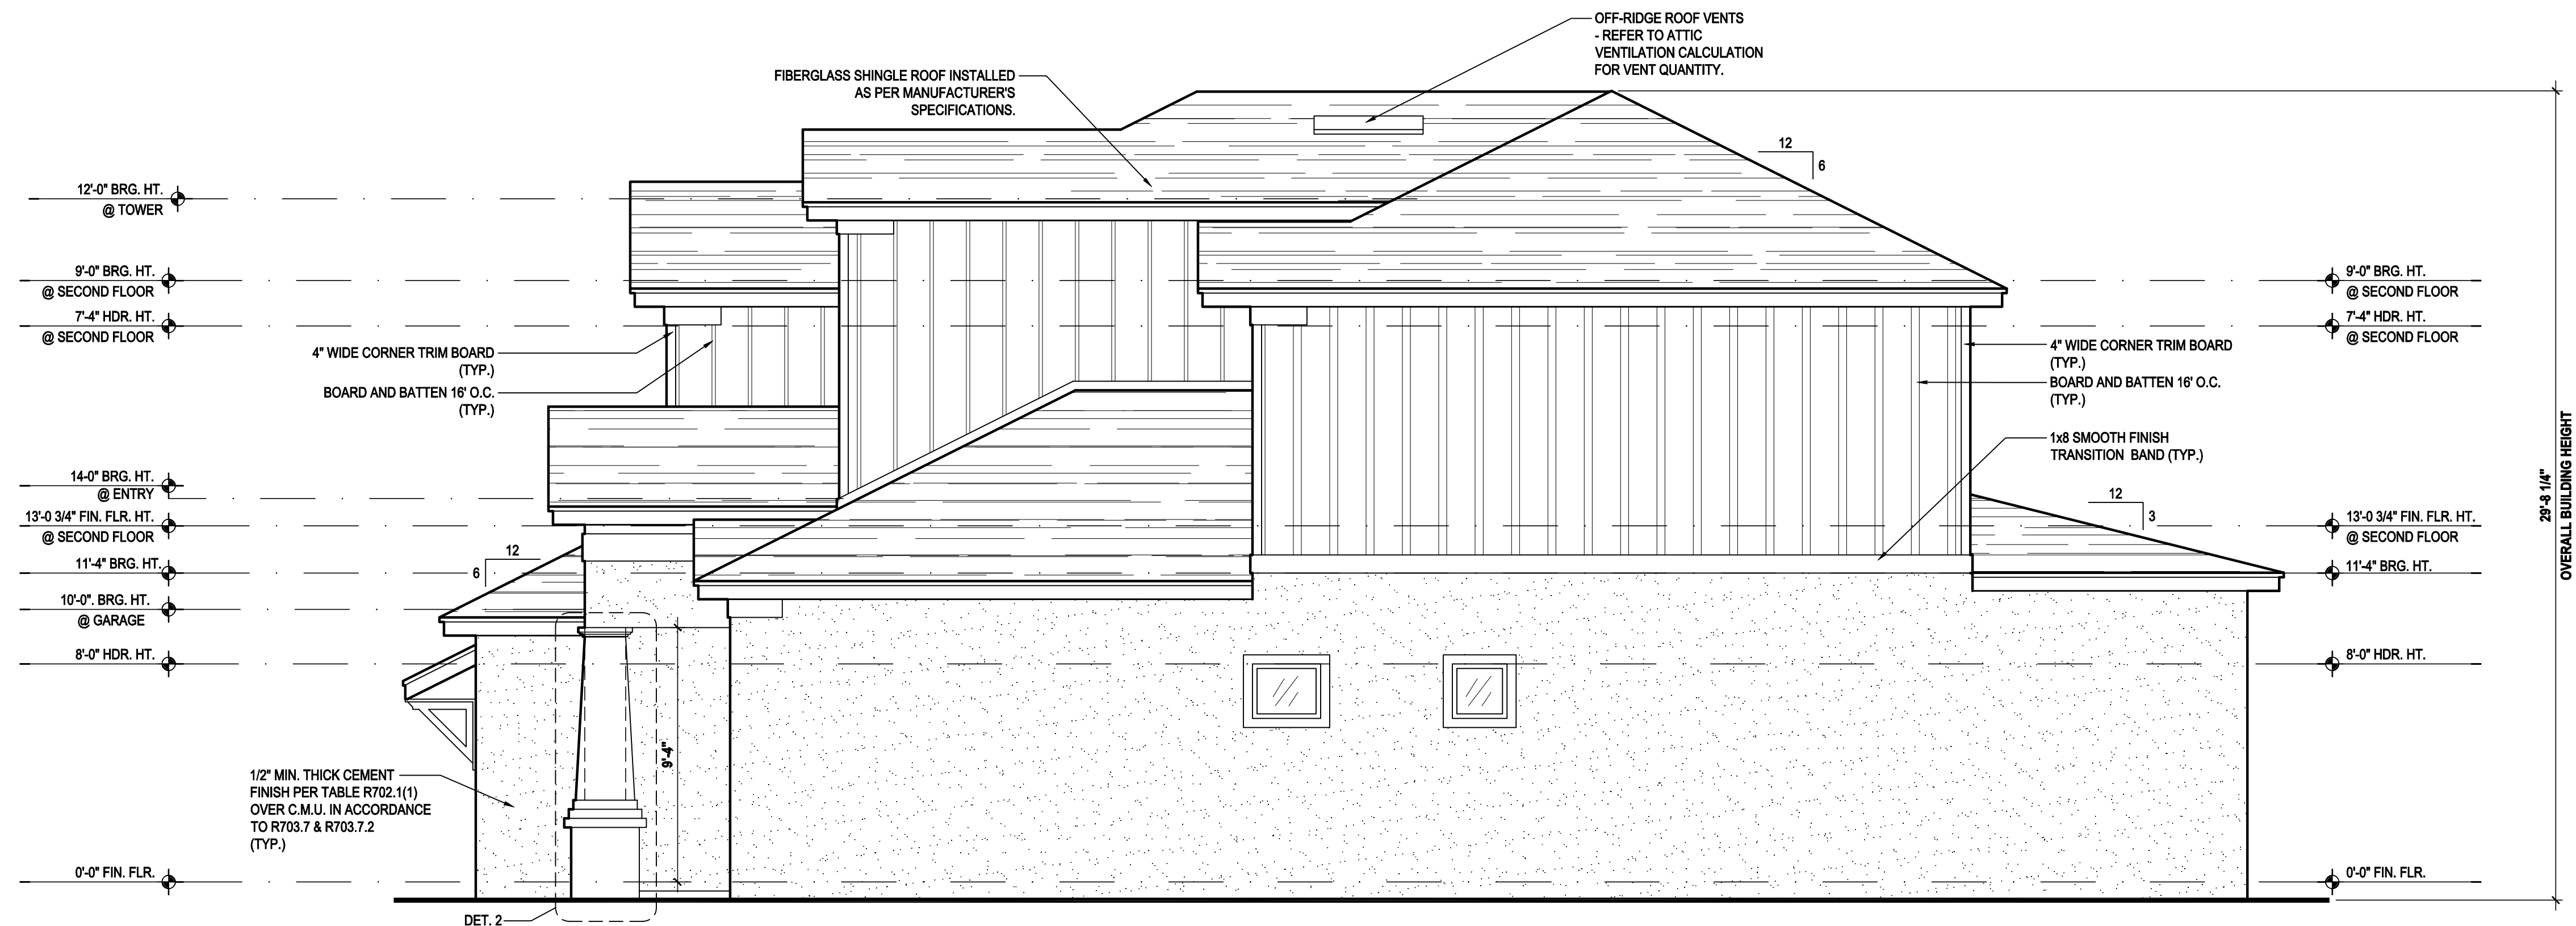 OFF-RIDGE ROOF VENTS
- REFER TO ATTIC
VENTILATION CALCULATION
FOR VENT QUANTITY.
FIBERGLASS SHINGLE ROOF INSTALLED
AS PER MANUFACTURER'S
SPECIFICATIONS.
12
6
12'-0" BRG. HT.
@ TOWER
9'-0" BRG. HT.
@ SECOND FLOOR
7'-4" HDR. HT.
@ SECOND FLOOR
4" WIDE CORNER TRIM BOARD
(TYP.)
BOARD AND BATTEN 16' O.C.
(TYP.)
14-0" BRG. HT.
@ ENTRY
13'-0 3/4" FIN. FLR. HT.
@ SECOND FLOOR
11'-4" BRG. HT.
10'-0". BRG. HT.
@ GARAGE
8'-0" HDR. HT.
12
6
9'-4"
1/2" MIN. THICK CEMENT
FINISH PER TABLE R702.1(1)
OVER C.M.U. IN ACCORDANCE
TO R703.7 & R703.7.2
(TYP.)
0'-0" FIN. FLR.
DET. 2
9'-0" BRG. HT.
@ SECOND FLOOR
7'-4" HDR. HT.
@ SECOND FLOOR
4" WIDE CORNER TRIM BOARD
(TYP.)
BOARD AND BATTEN 16' O.C.
(TYP.)
1x8 SMOOTH FINISH
TRANSITION BAND (TYP.)
12
3
13'-0 3/4" FIN. FLR. HT.
@ SECOND FLOOR
11'-4" BRG. HT.
8'-0" HDR. HT.
0'-0" FIN. FLR.
29'-8 1/4"
OVERALL BUILDING HEIGHT